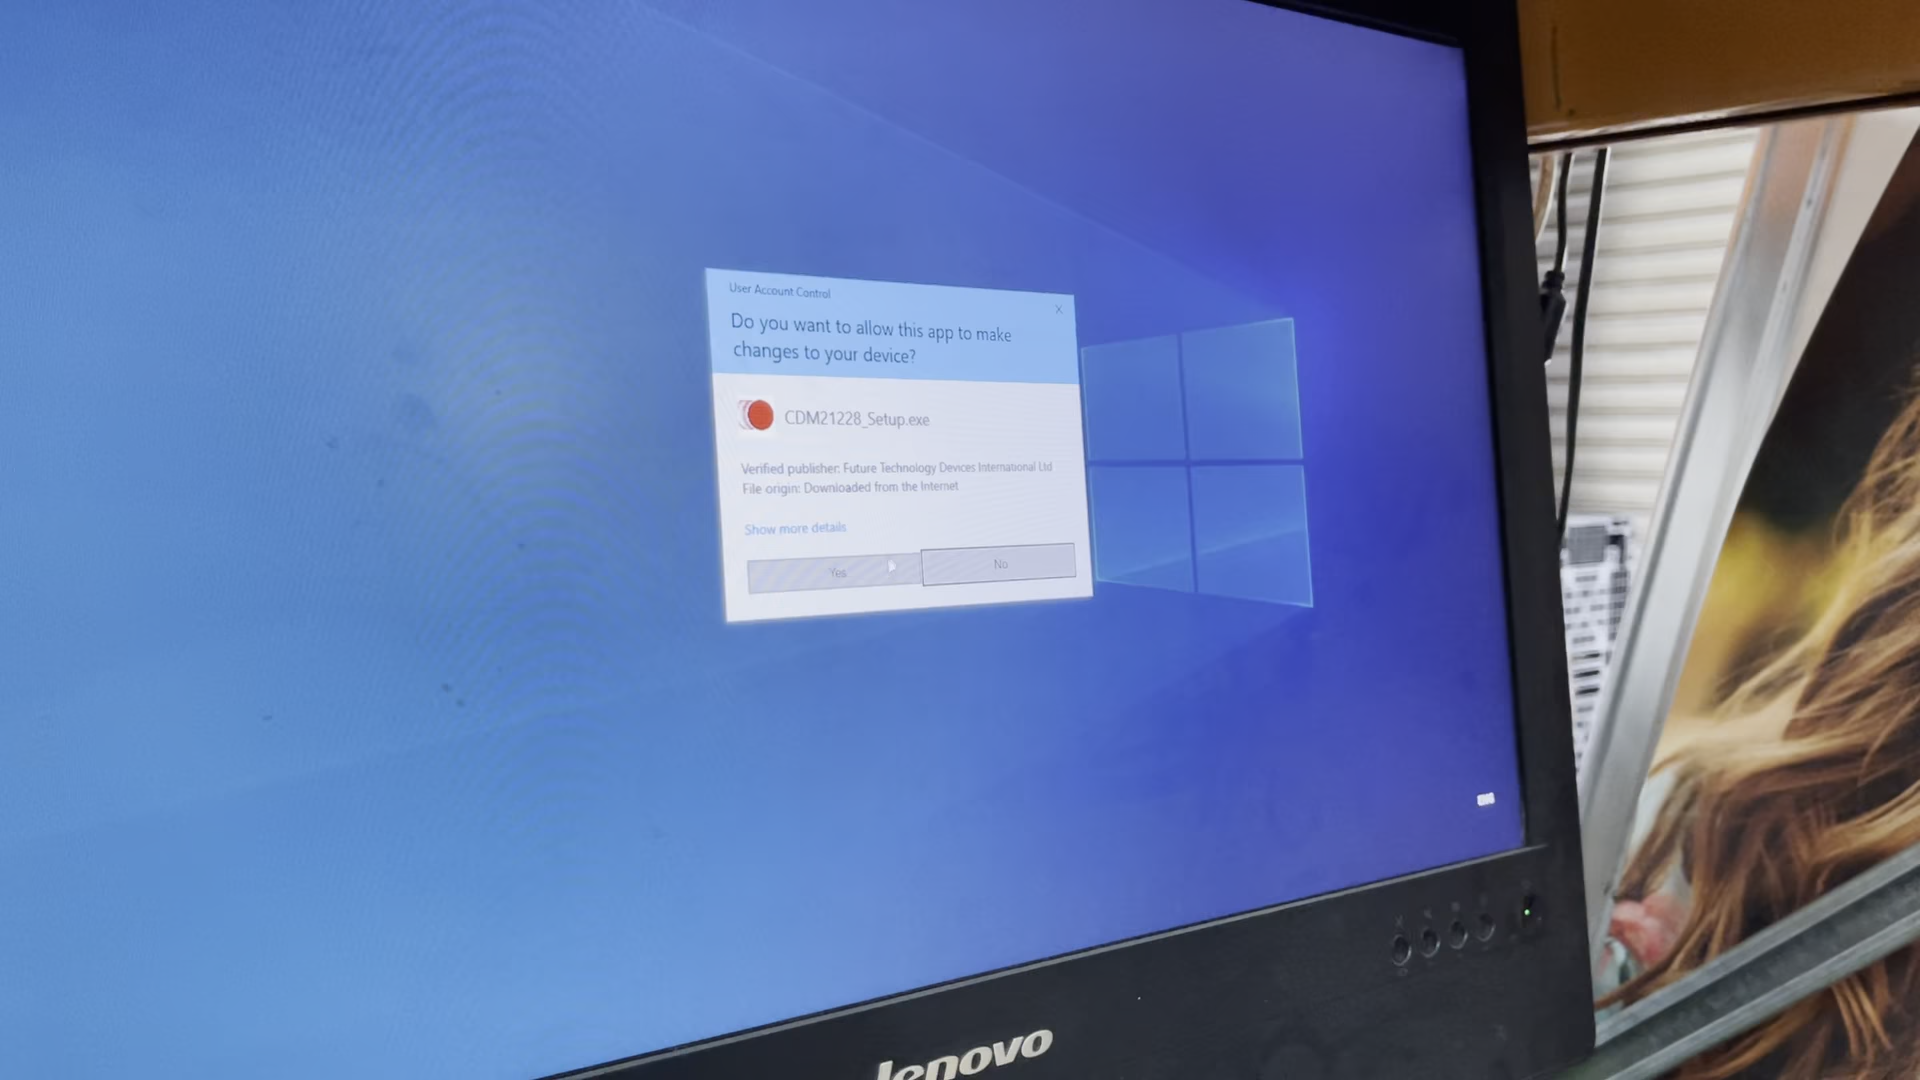 User Account Control
Do you want to allow this app to make
changes to your device?
CDM21228_Setup.exe
Verified publisher: Future Technology Devices International Ltd
File origin: Downloaded from the Internet
Show more details
Yes
No
lenovo